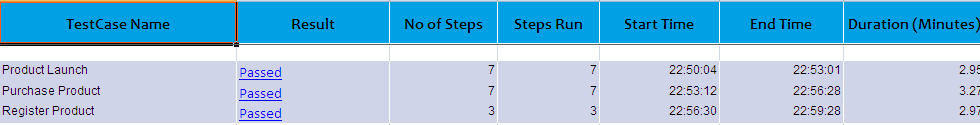 TestCase Name Result No of Steps Steps Run Start Time End Time Duration (Minutes)
Product Launch Passed 7 7 22:50:04 22:53:01 2.95
Purchase Product Passed 7 7 22:53:12 22:56:28 3.27
Register Product Passed 3 3 22:56:30 22:59:28 2.97